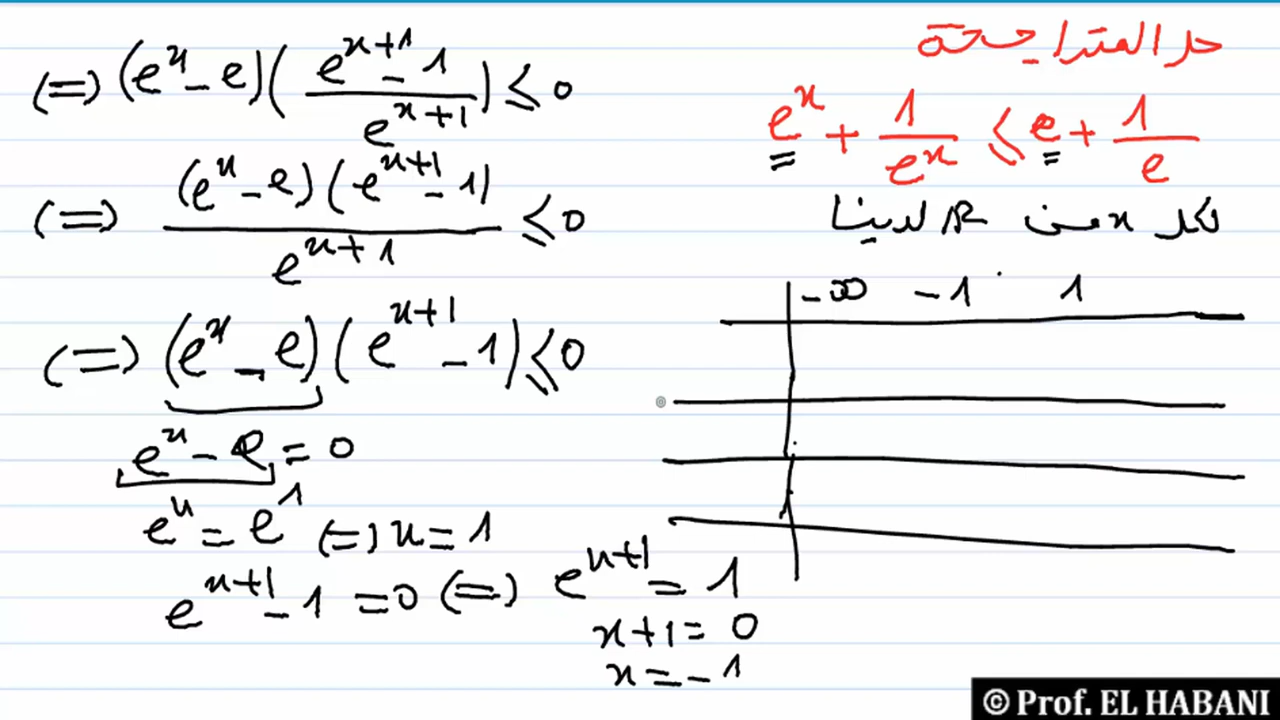 حل المتراجحة
e^x + 1/e^x ≤ e + 1/e
لكل x من ℝ لدينا
(=) (e^x - e)( (e^{x+1} - 1)/e^{x+1} ) ≤ 0
(=) (e^x - e)(e^{x+1} - 1)/e^{x+1} ≤ 0
(=) (e^x - e)(e^{x+1} - 1) ≤ 0
e^x - e = 0
e^x = e^1 (=) x = 1
e^{x+1} - 1 = 0 (=) e^{x+1} = 1
x + 1 = 0
x = -1
-∞ -1 1
© Prof. EL HABANI